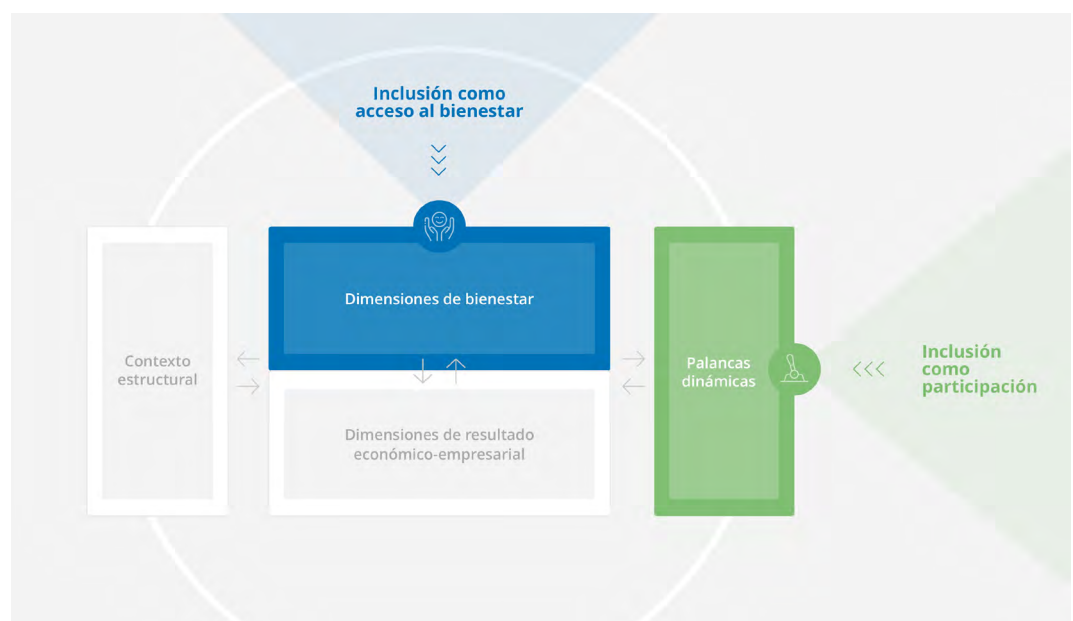 Inclusión como
acceso al bienestar
Dimensiones de bienestar
Contexto
estructural
Palancas
dinámicas
Inclusión
como
participación
Dimensiones de resultado
económico-empresarial